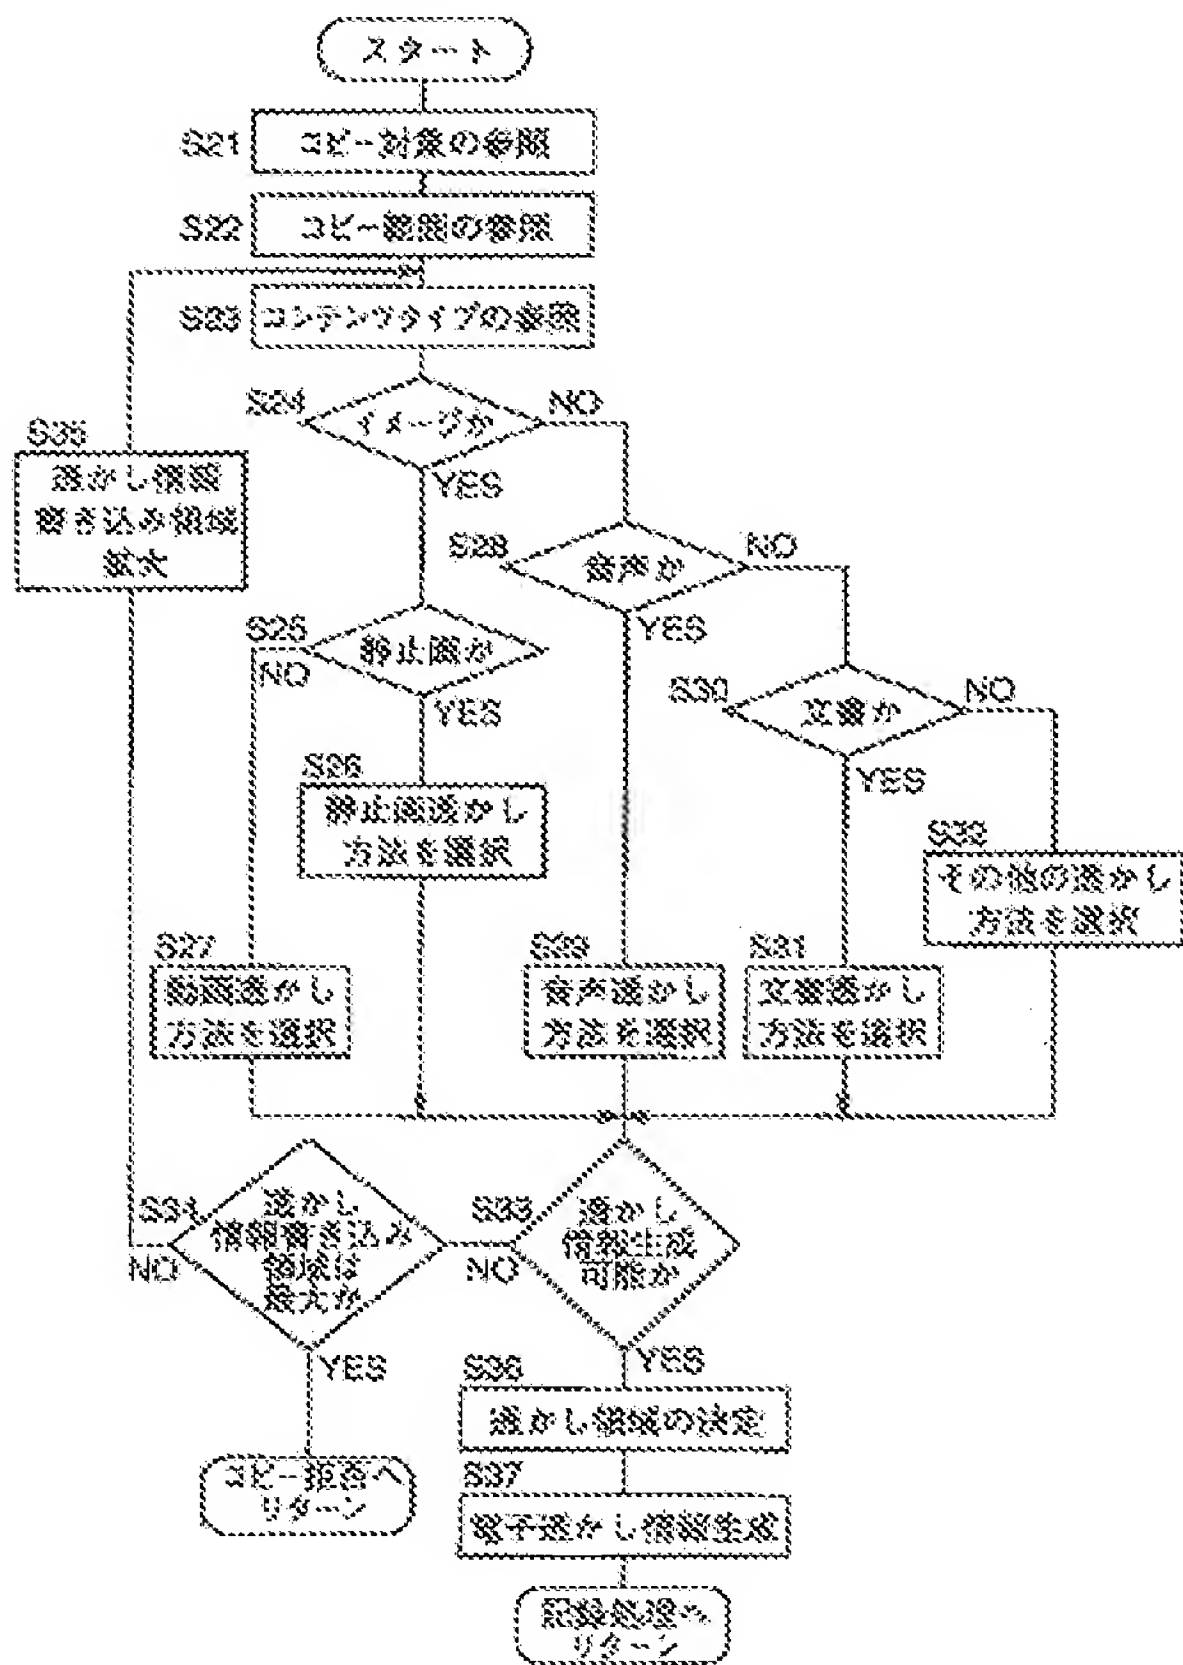 スタート
S21
コピー対象の参照
S22
コピー範囲の参照
S23
コンテンツタイプの参照
S24
イメージか
NO
YES
S35
透かし情報
書き込み領域
拡大
S28
音声か
NO
YES
S25
静止画か
NO
YES
S30
文書か
NO
YES
S26
静止画透かし
方法を選択
S32
その他の透かし
方法を選択
S27
動画透かし
方法を選択
S29
音声透かし
方法を選択
S31
文書透かし
方法を選択
S34
透かし
情報書き込み
領域は
最大か
NO
YES
S33
透かし
情報生成
可能か
NO
YES
S36
透かし領域の決定
コピー拒否へ
リターン
S37
電子透かし情報生成
記録処理へ
リターン